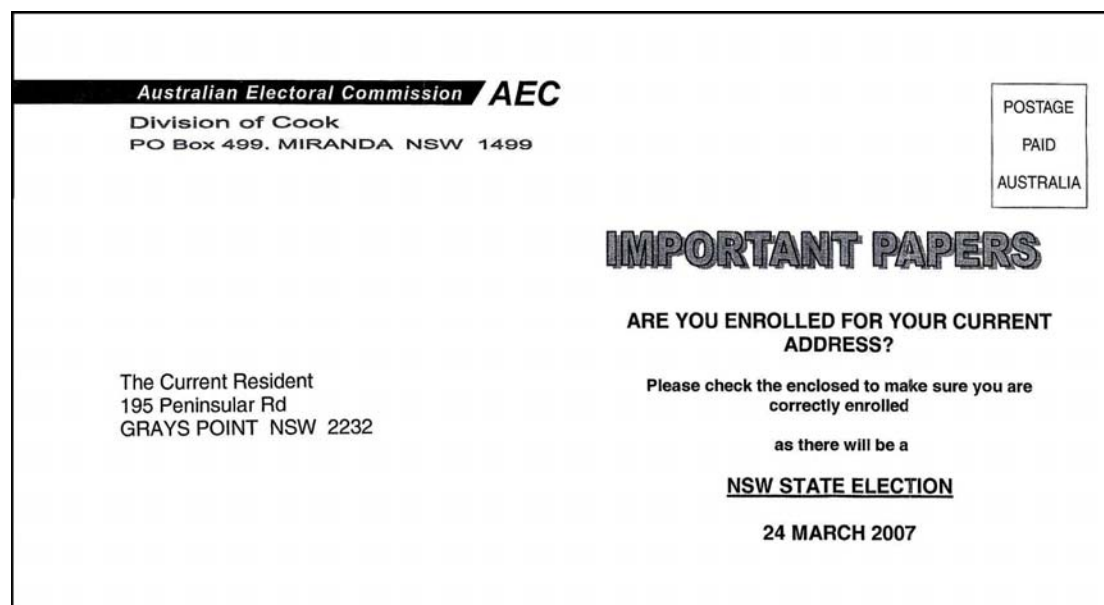 Australian Electoral Commission AEC
Division of Cook
PO Box 499, MIRANDA NSW 1499
POSTAGE
PAID
AUSTRALIA
IMPORTANT PAPERS
ARE YOU ENROLLED FOR YOUR CURRENT
ADDRESS?
Please check the enclosed to make sure you are
correctly enrolled
as there will be a
NSW STATE ELECTION
24 MARCH 2007
The Current Resident
195 Peninsular Rd
GRAYS POINT NSW 2232